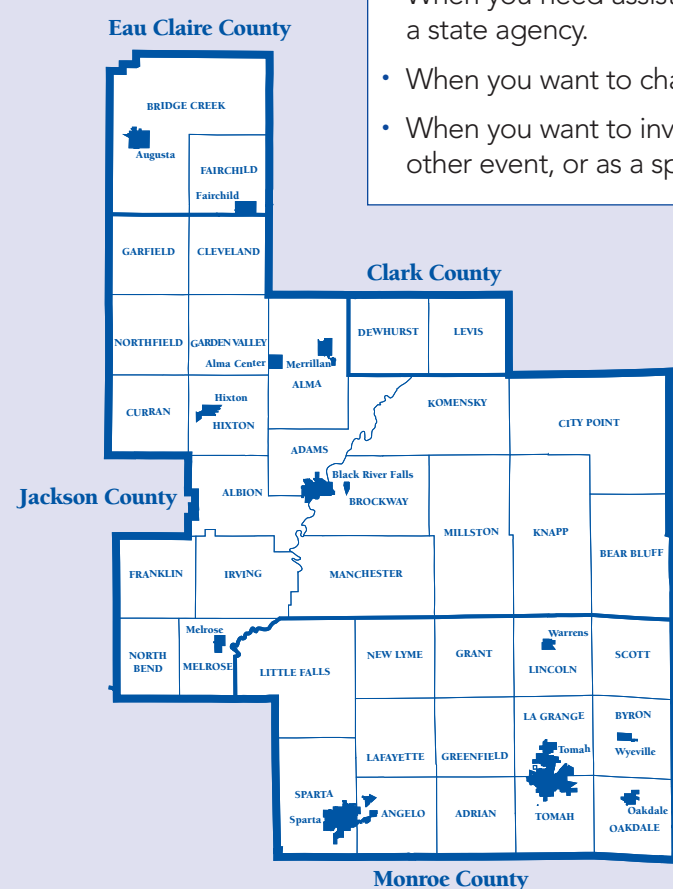 When you need assist
a state agency.
• When you want to cha
• When you want to inv
other event, or as a sp
Eau Claire County
BRIDGE CREEK
Augusta
FAIRCHILD
Fairchild
GARFIELD
CLEVELAND
Clark County
DEWHURST
LEVIS
NORTHFIELD
GARDEN VALLEY
Alma Center
Merrillan
ALMA
CURRAN
Hixton
HIXTON
KOMENSKY
CITY POINT
ADAMS
Jackson County
ALBION
Black River Falls
BROCKWAY
MILLSTON
KNAPP
BEAR BLUFF
FRANKLIN
IRVING
MANCHESTER
NORTH
BEND
Melrose
MELROSE
LITTLE FALLS
NEW LYME
GRANT
Warrens
LINCOLN
SCOTT
LA GRANGE
BYRON
LAFAYETTE
GREENFIELD
Tomah
Wyeville
SPARTA
Sparta
ANGELO
ADRIAN
TOMAH
Oakdale
OAKDALE
Monroe County